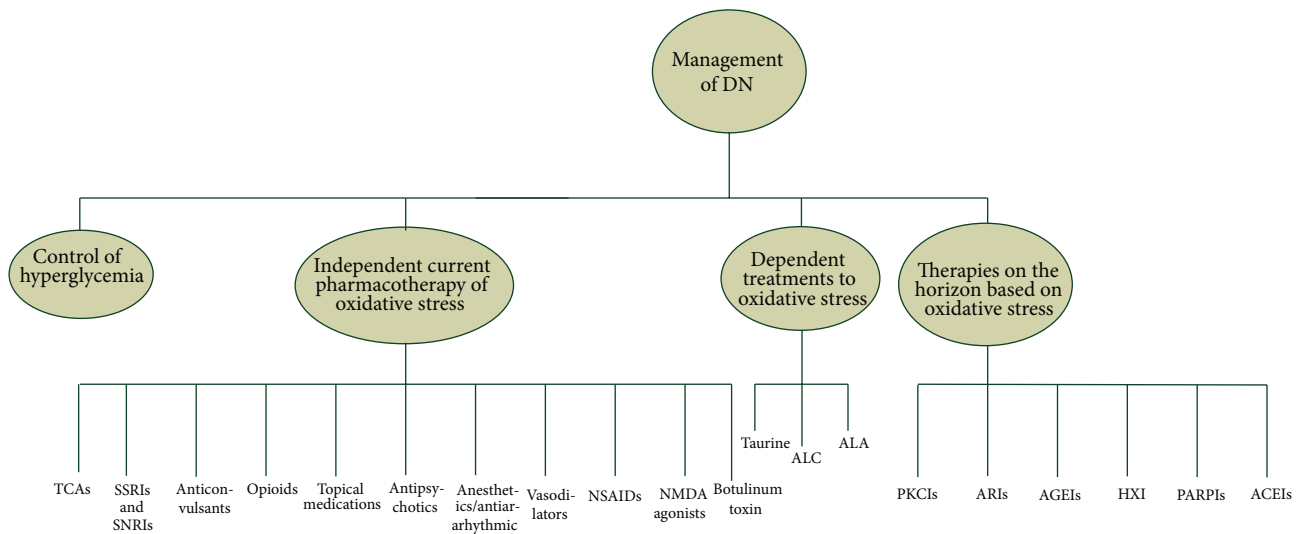 Management
of DN
Control of
hyperglycemia
Independent current
pharmacotherapy of
oxidative stress
Dependent
treatments to
oxidative stress
Therapies on the
horizon based on
oxidative stress
TCAs
SSRIs
and
SNRIs
Anticon-
vulsants
Opioids
Topical
medications
Antipsy-
chotics
Anesthet-
ics/antiar-
arhythmic
Vasodi-
lators
NSAIDs
NMDA
agonists
Botulinum
toxin
Taurine
ALC
ALA
PKCIs
ARIs
AGEIs
HXI
PARPIs
ACEIs